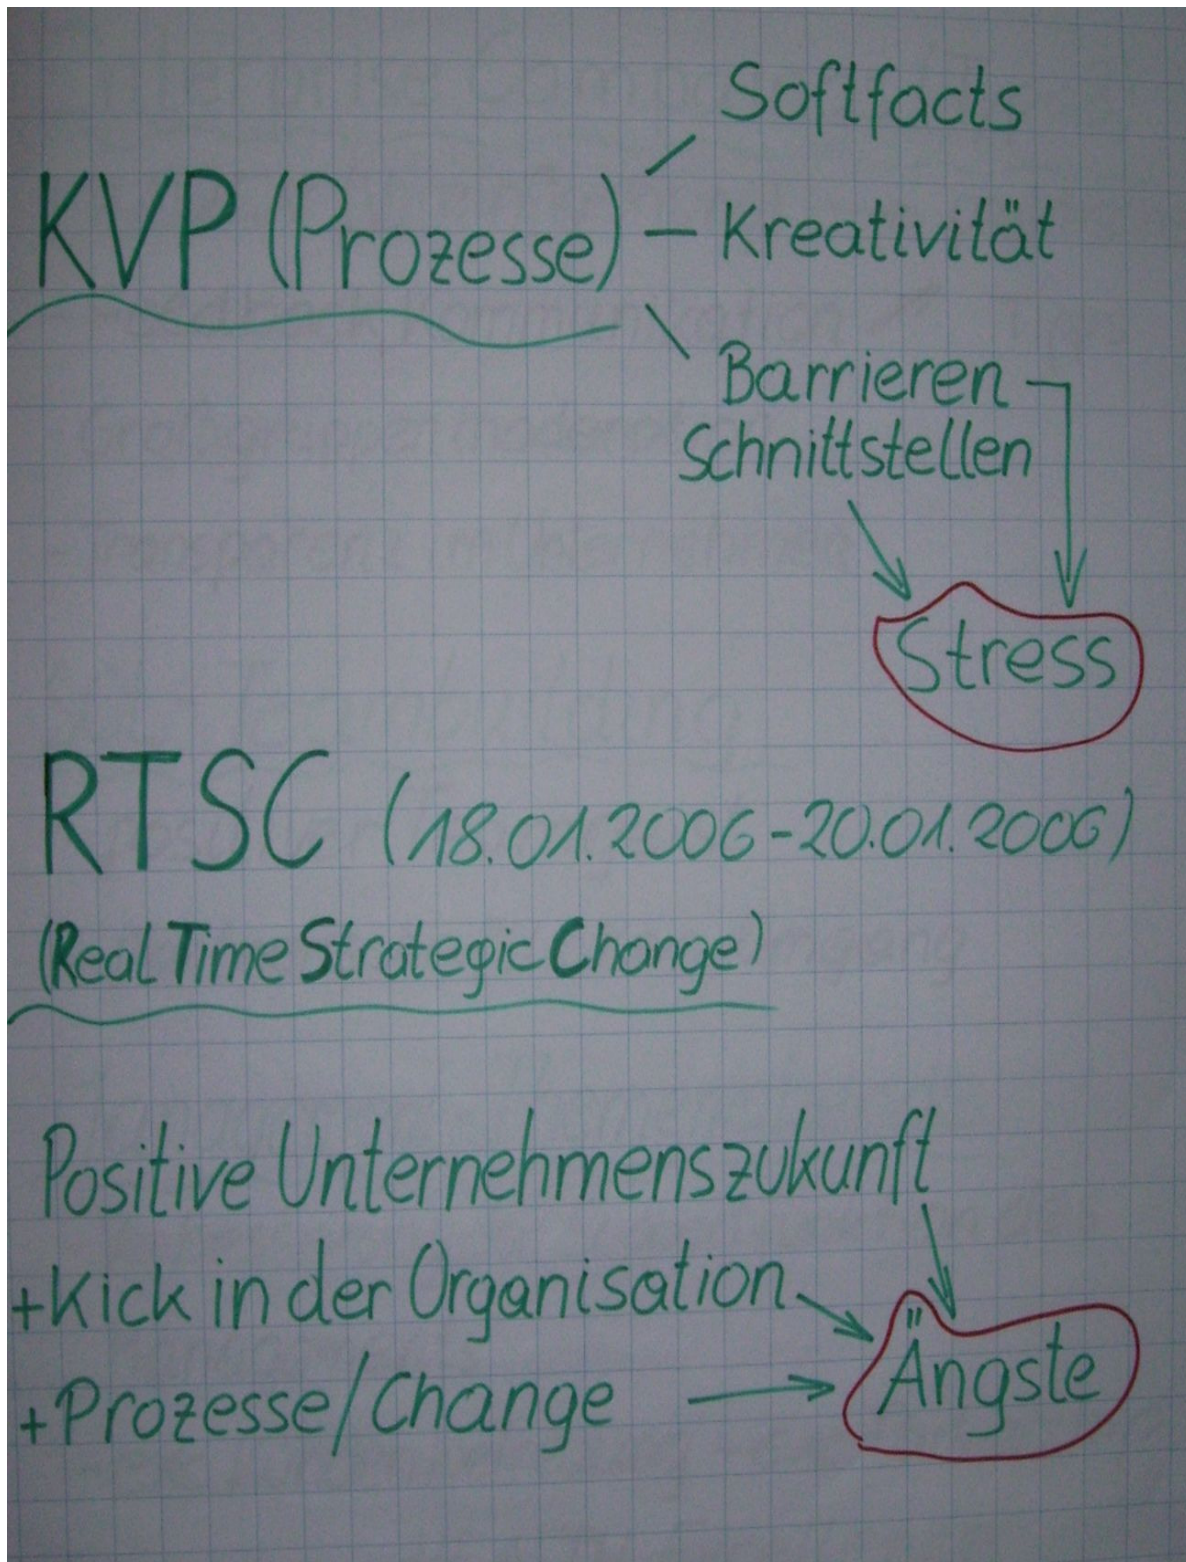 Softfacts
KVP (Prozesse)
Kreativität
Barrieren
Schnittstellen
Stress
RTSC (18.01.2006-20.01.2006)
(Real Time Strategic Change)
Positive Unternehmenszukunft
+Kick in der Organisation
+Prozesse/Change
Ängste